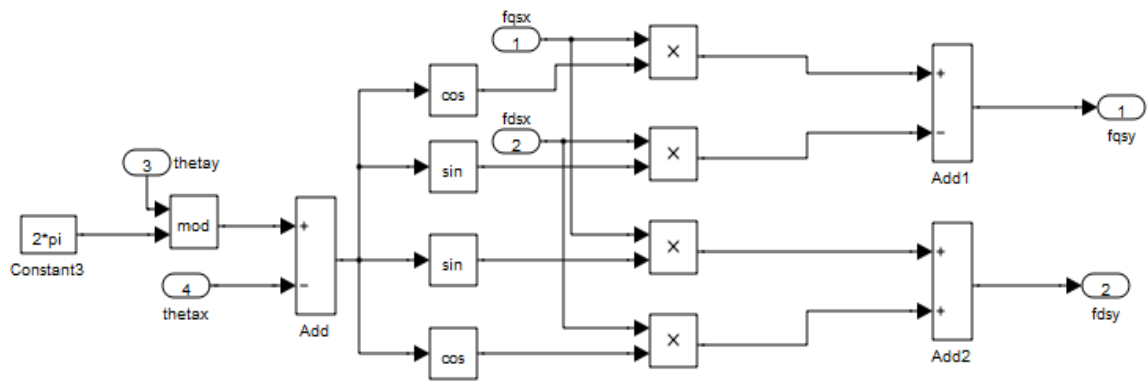 fqsx
1
×
+
cos
−
1
fqsy
fdsx
2
×
Add1
3
thetay
sin
mod
+
2*pi
Constant3
−
sin
×
+
2
fdsy
4
thetax
Add
+
cos
×
Add2